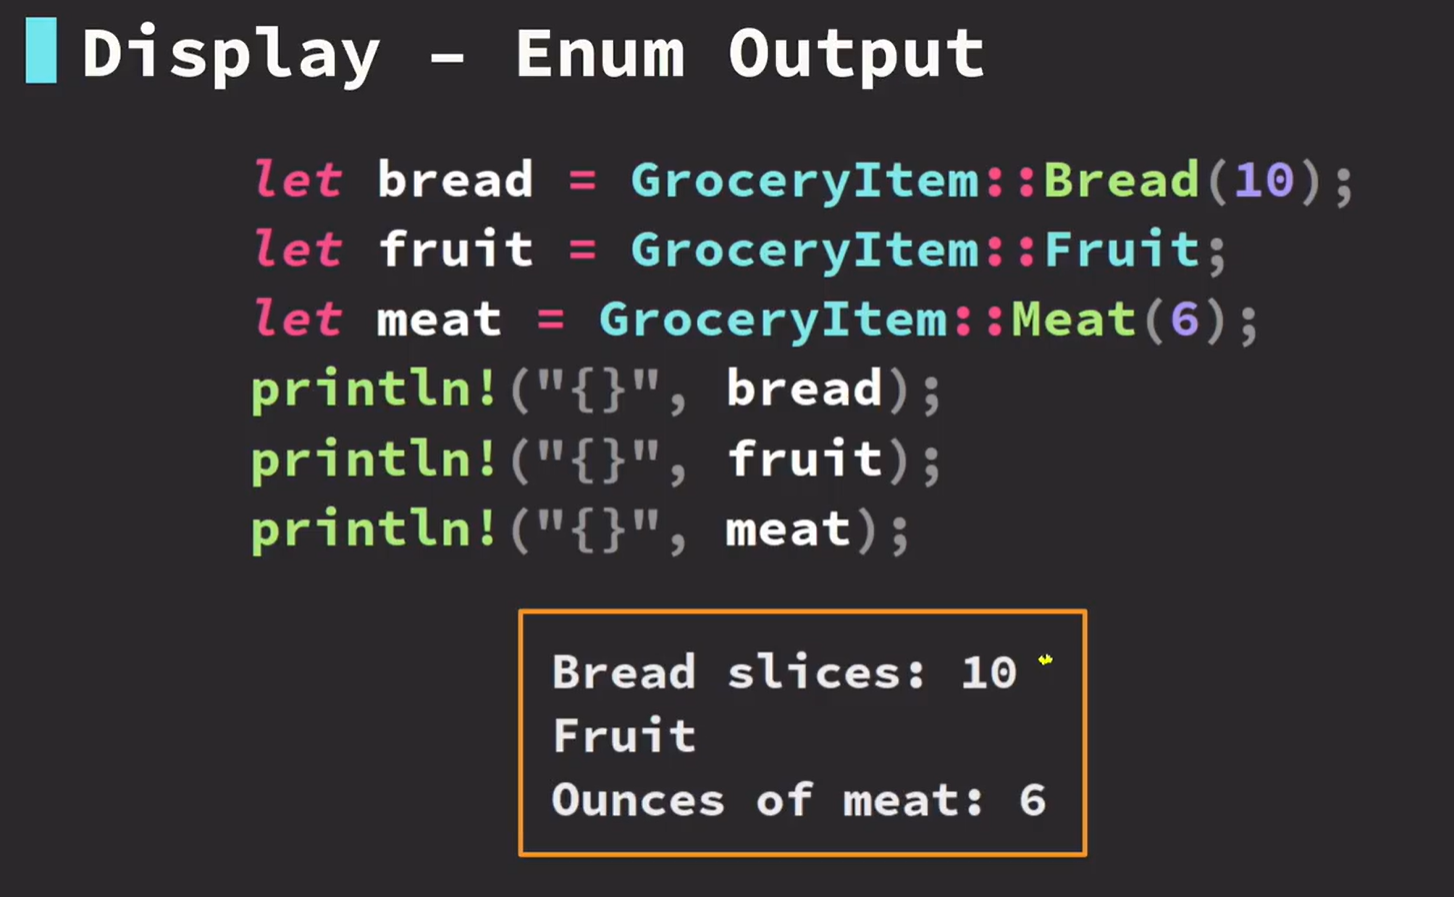 Display – Enum Output
let bread = GroceryItem::Bread(10);
let fruit = GroceryItem::Fruit;
let meat = GroceryItem::Meat(6);
println!("{}", bread);
println!("{}", fruit);
println!("{}", meat);
Bread slices: 10
Fruit
Ounces of meat: 6